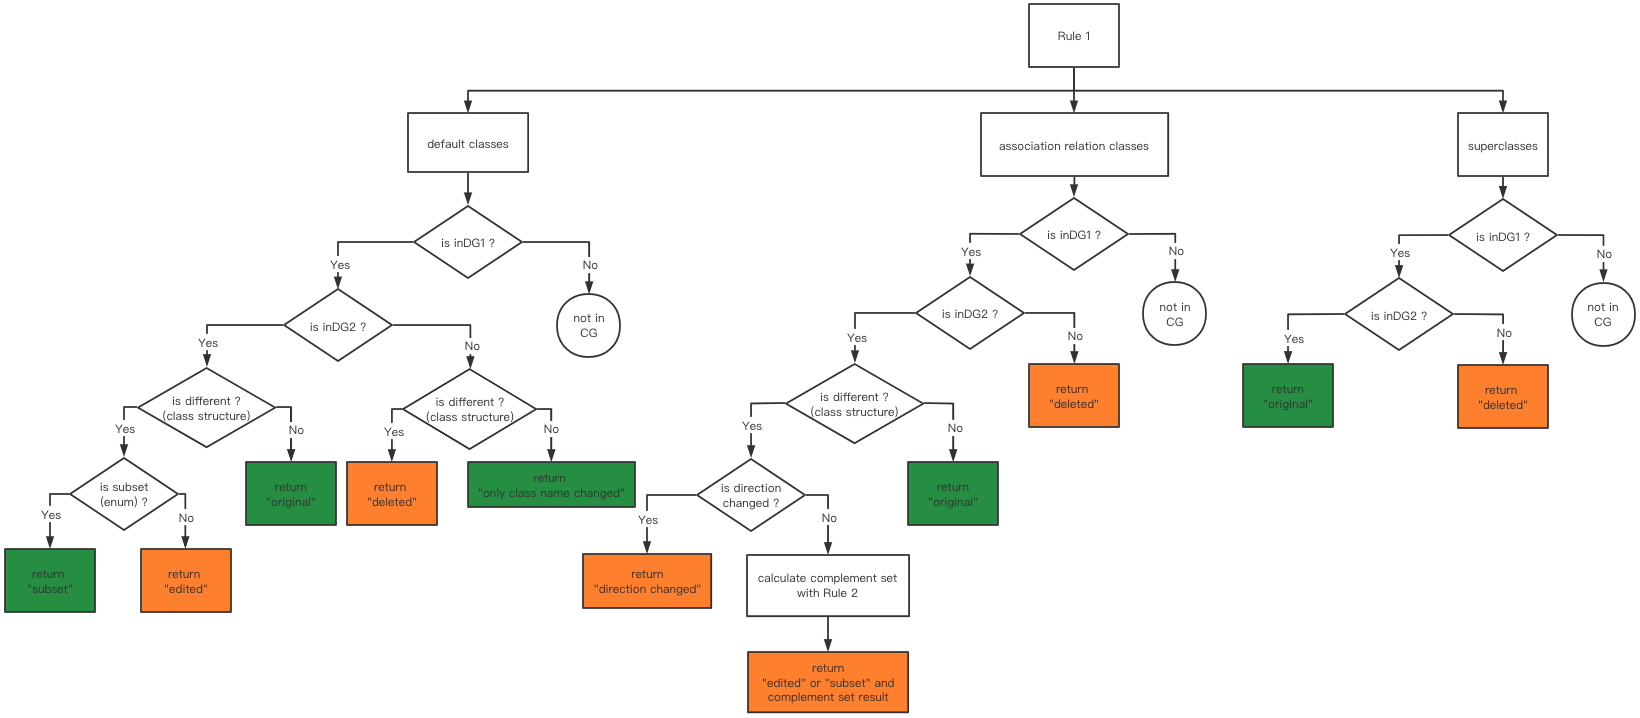 Rule 1
default classes
association relation classes
superclasses
is inDG1 ?
is inDG1 ?
is inDG1 ?
Yes
No
Yes
No
Yes
No
is inDG2 ?
not in
CG
is inDG2 ?
not in
CG
is inDG2 ?
not in
CG
Yes
No
Yes
No
Yes
No
is different ?
(class structure)
is different ?
(class structure)
is different ?
(class structure)
return
"deleted"
return
"original"
return
"deleted"
Yes
No
Yes
No
Yes
No
is subset
(enum) ?
return
"original"
return
"deleted"
return
"only class name changed"
is direction
changed ?
return
"original"
Yes
No
Yes
No
return
"subset"
return
"edited"
return
"direction changed"
calculate complement set
with Rule 2
return
"edited" or "subset" and
complement set result